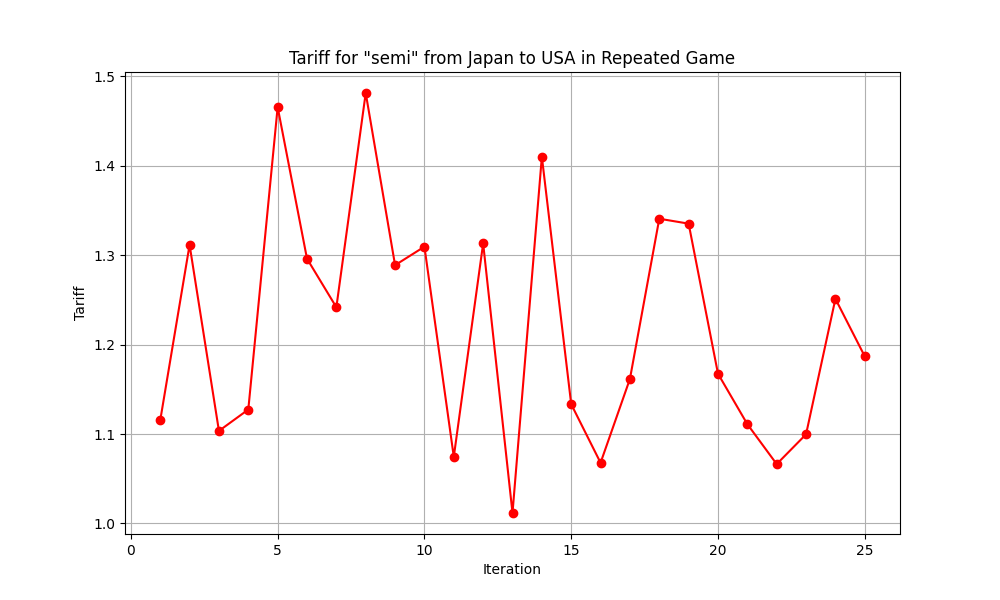 Tariff for "semi" from Japan to USA in Repeated Game
1.5
1.4
1.3
1.2
1.1
1.0
Tariff
0 5 10 15 20 25
Iteration